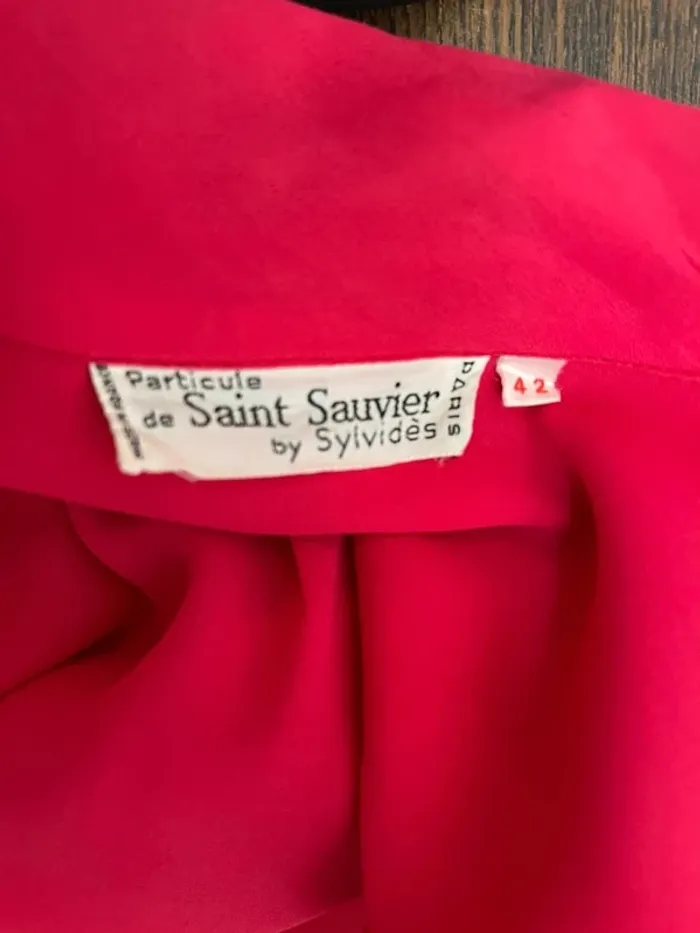 Particule
de Saint Sauvier
by Sylvidès
PARIS
42